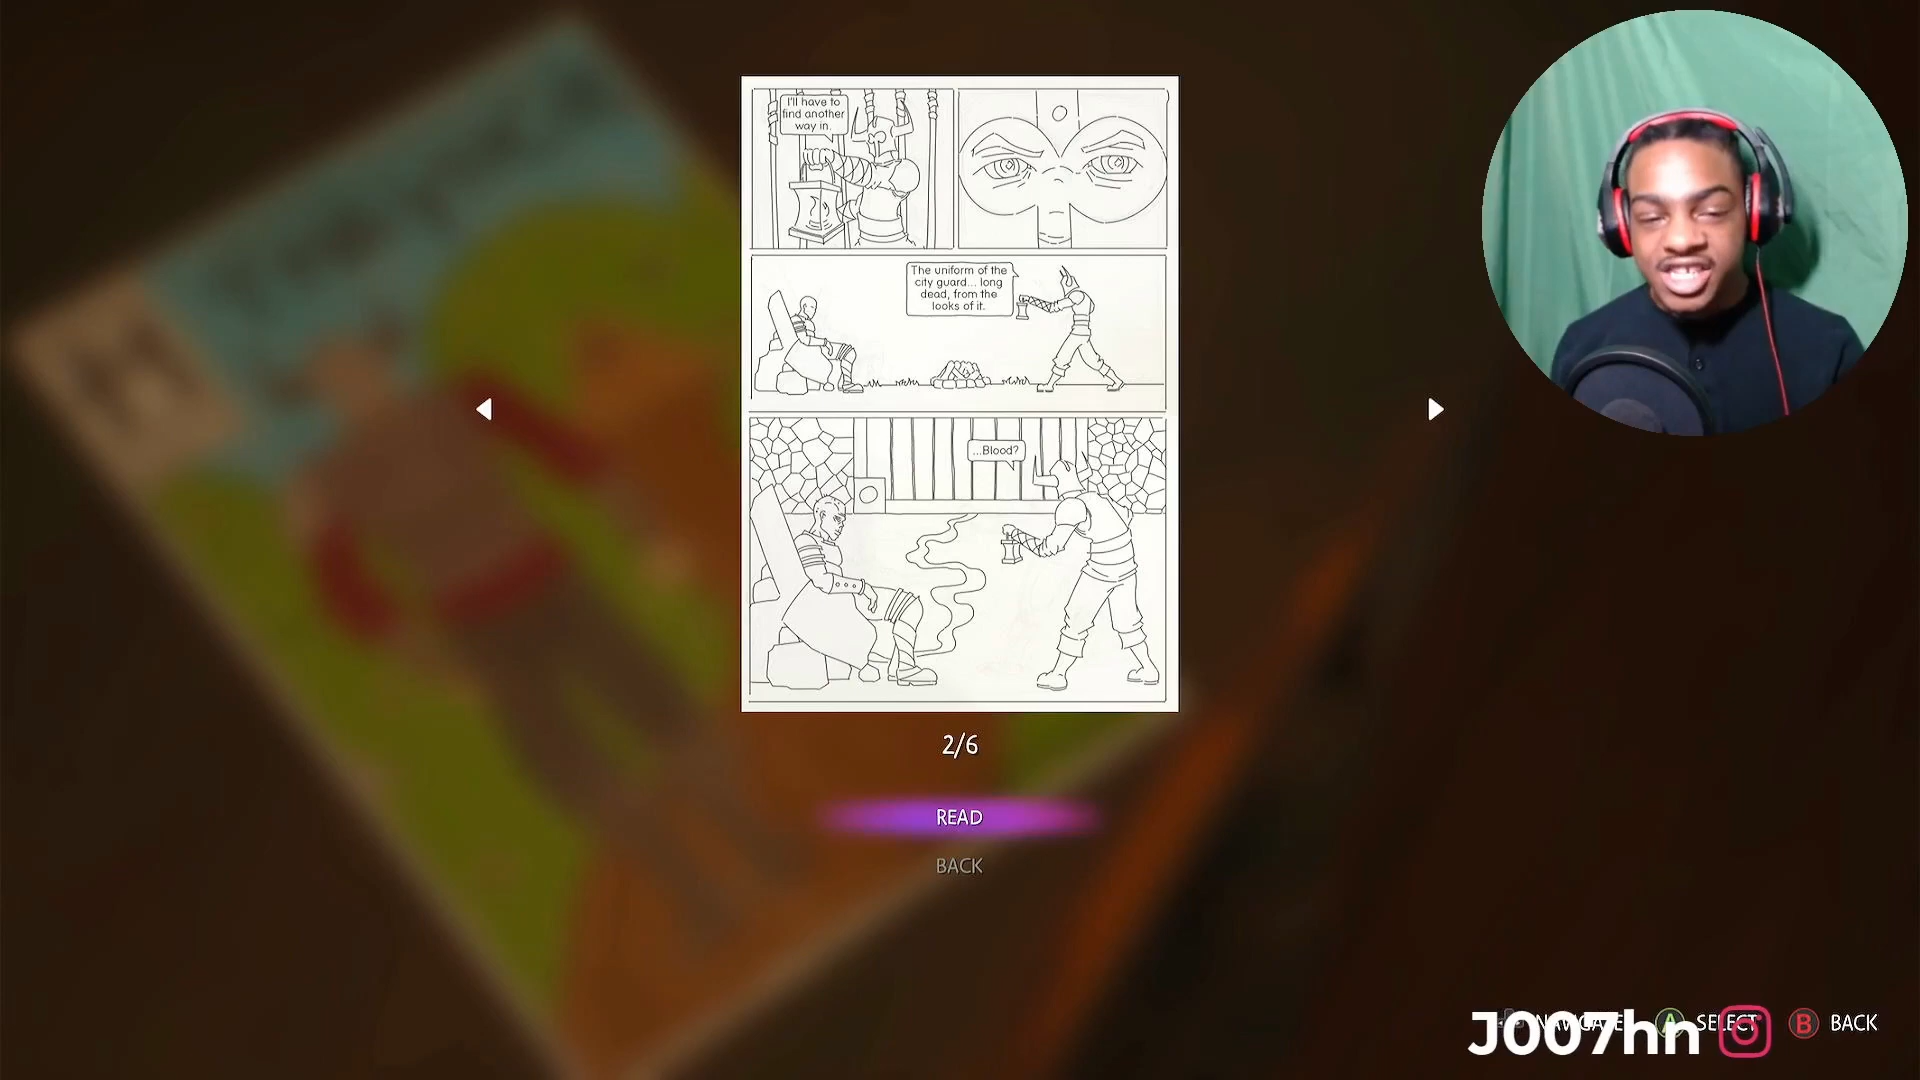 I'll have to
find another
way in.
The uniform of the
city guard... long
dead, from the
looks of it.
...Blood?
2/6
READ
BACK
NAVIGATE A SELECT B BACK
J007hn